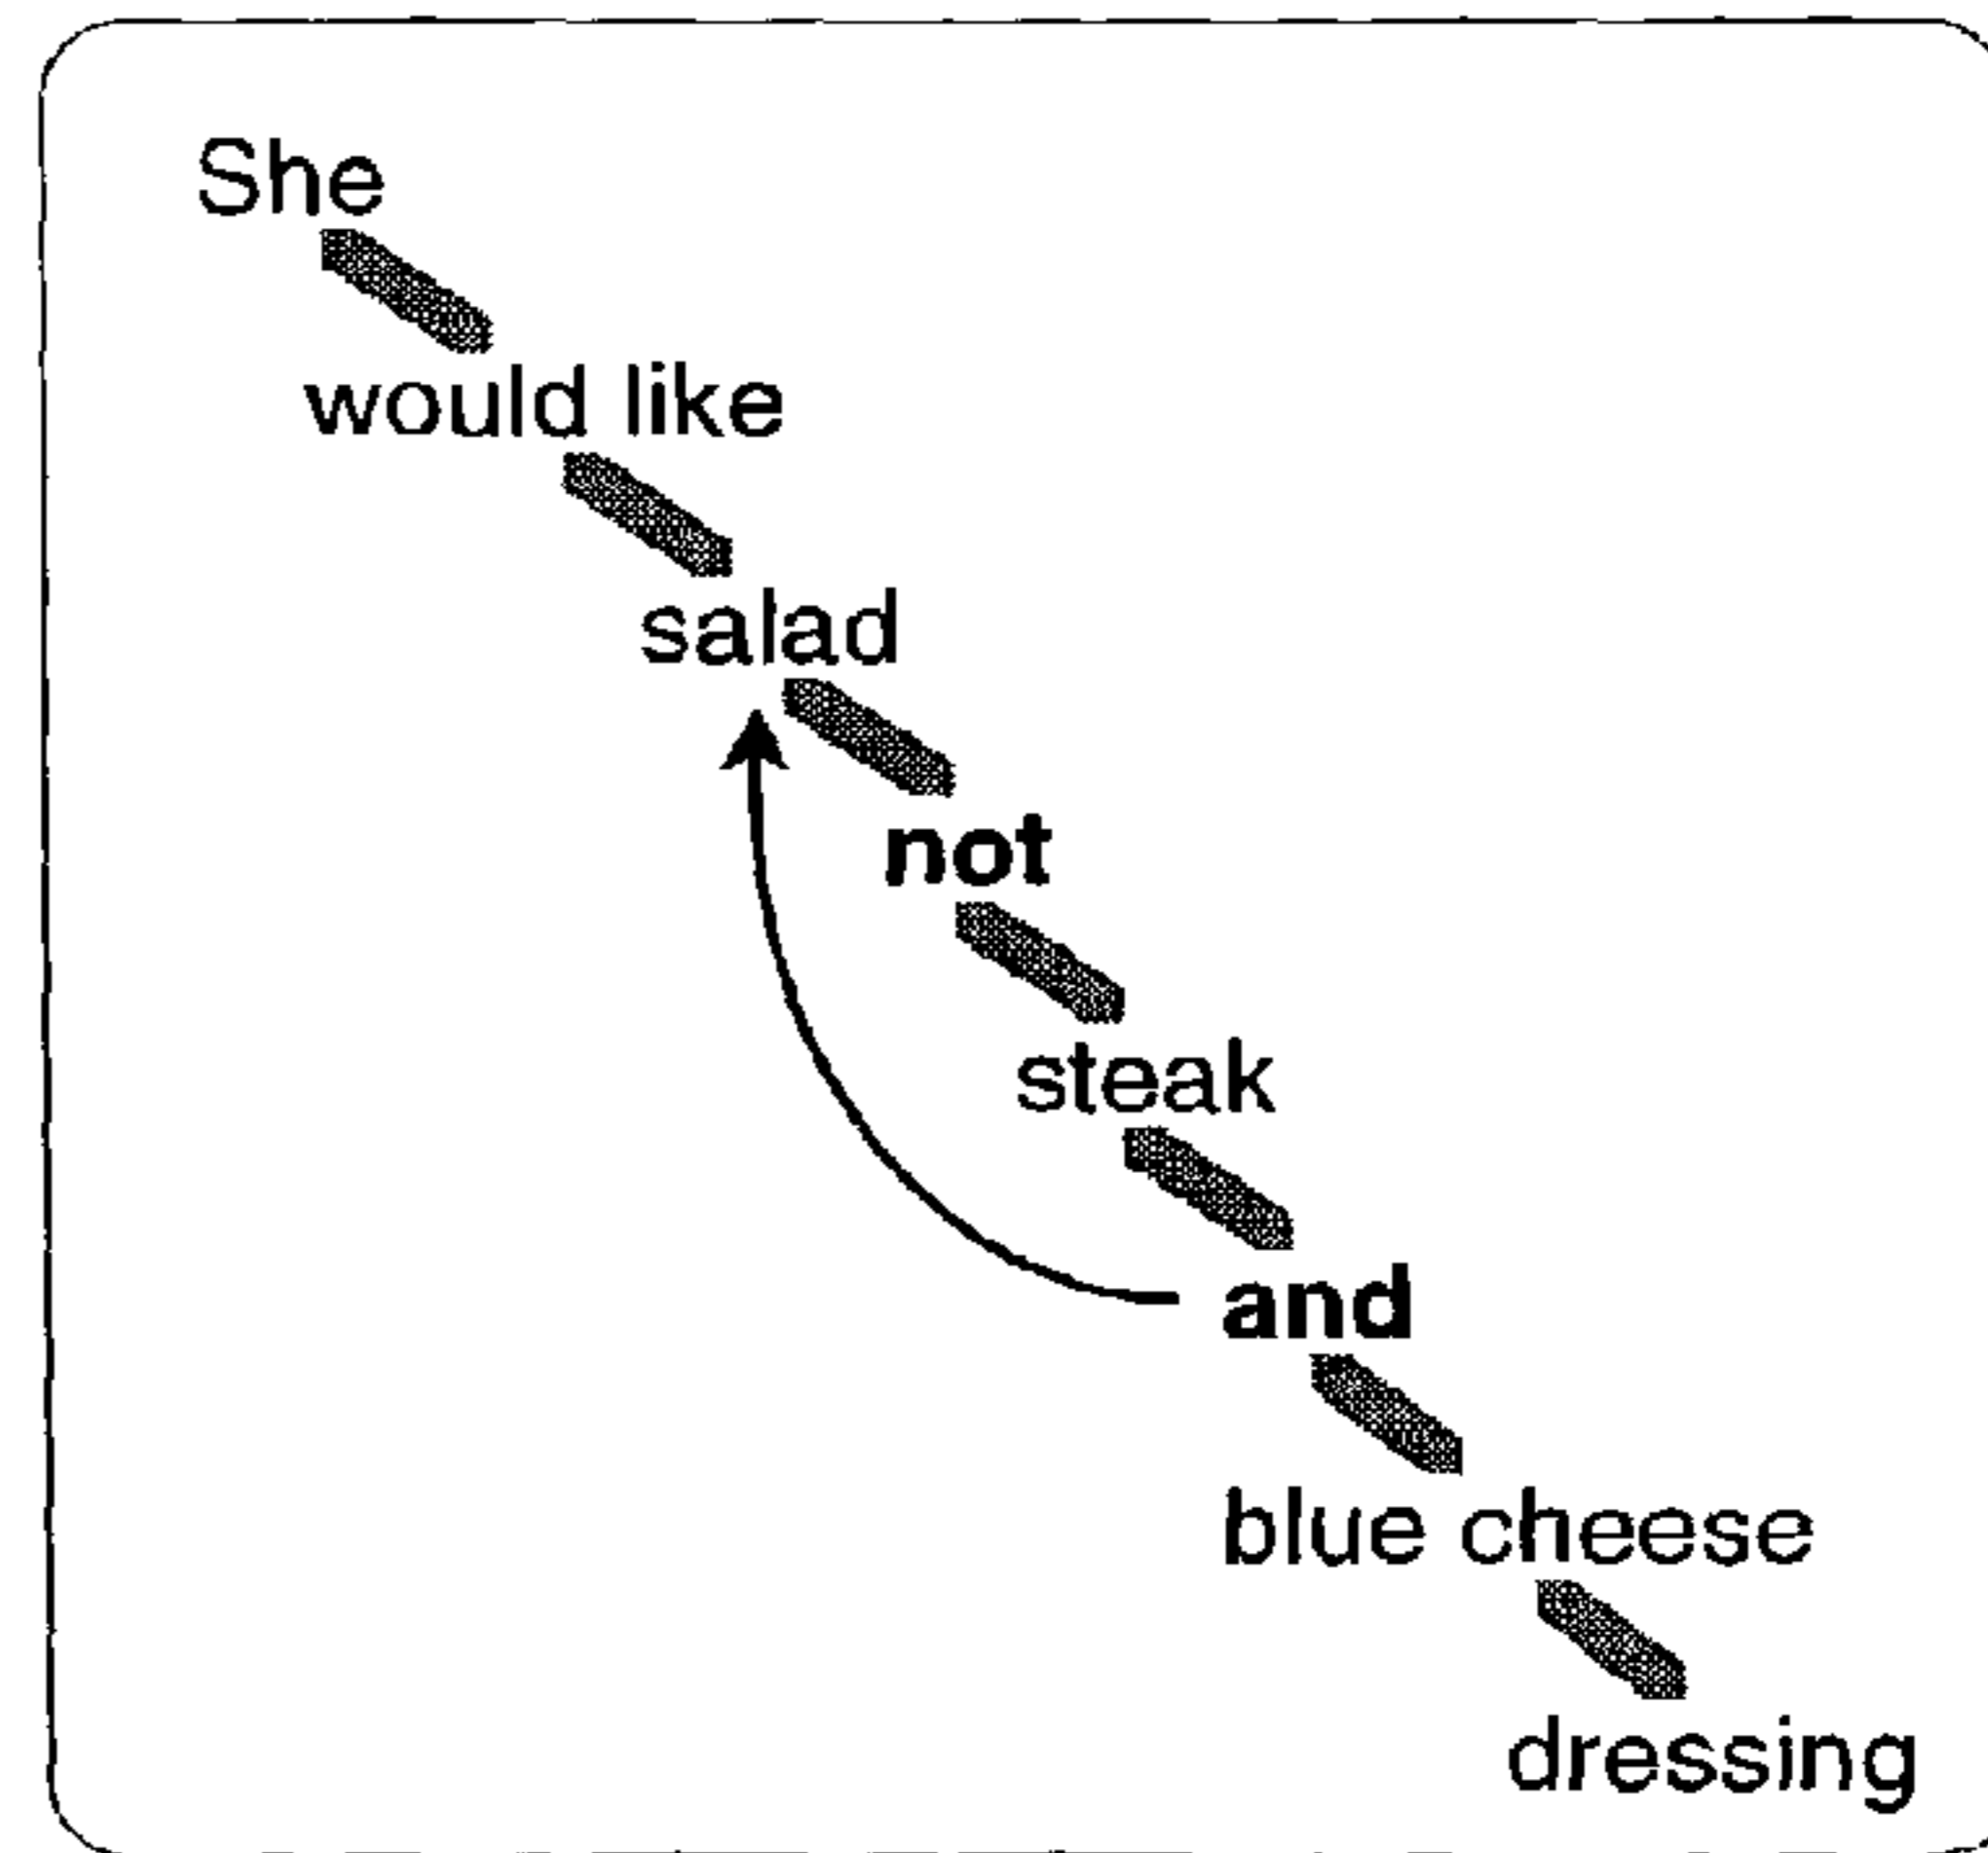 She
would like
salad
not
steak
and
blue cheese
dressing